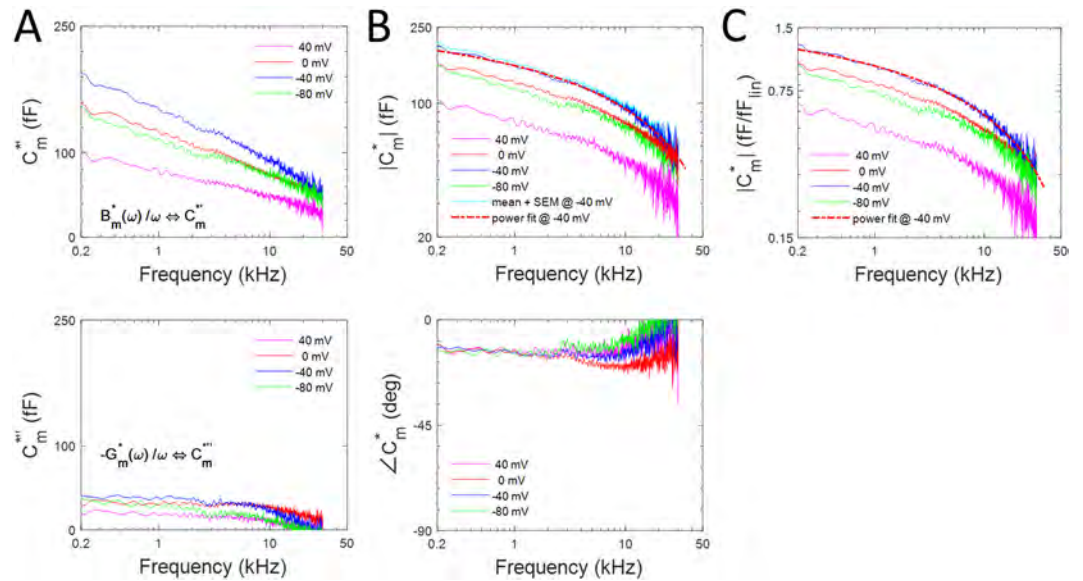 A
250
100
0
C*'m (fF)
40 mV
0 mV
-40 mV
-80 mV
B*m(ω)/ω ⇔ C*'m
0.2 1 10 50
Frequency (kHz)
B
100
20
|C*m| (fF)
40 mV
0 mV
-40 mV
-80 mV
mean + SEM @ -40 mV
power fit @ -40 mV
0.2 1 10 50
Frequency (kHz)
C
1.5
0.75
0.15
|C*m| (fF/fFlin)
40 mV
0 mV
-40 mV
-80 mV
power fit @ -40 mV
0.2 1 10 50
Frequency (kHz)
250
100
0
C*''m (fF)
40 mV
0 mV
-40 mV
-80 mV
-G*m(ω)/ω ⇔ C*''m
0.2 1 10 50
Frequency (kHz)
0
-45
-90
∠C*m (deg)
40 mV
0 mV
-40 mV
-80 mV
0.2 1 10 50
Frequency (kHz)